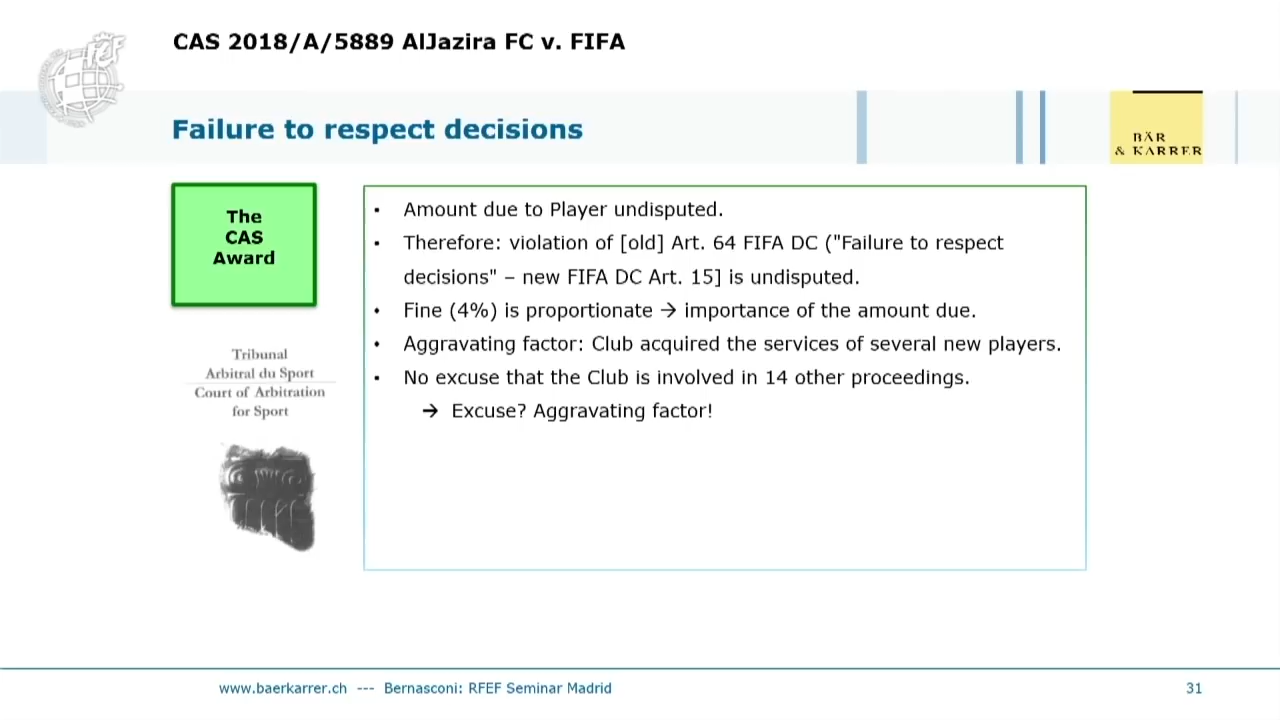 CAS 2018/A/5889 AlJazira FC v. FIFA
Failure to respect decisions
BÄR
& KARRER
The
CAS
Award
• Amount due to Player undisputed.
• Therefore: violation of [old] Art. 64 FIFA DC ("Failure to respect
decisions" – new FIFA DC Art. 15] is undisputed.
• Fine (4%) is proportionate → importance of the amount due.
• Aggravating factor: Club acquired the services of several new players.
• No excuse that the Club is involved in 14 other proceedings.
→ Excuse? Aggravating factor!
Tribunal
Arbitral du Sport
Court of Arbitration
for Sport
www.baerkarrer.ch --- Bernasconi: RFEF Seminar Madrid
31